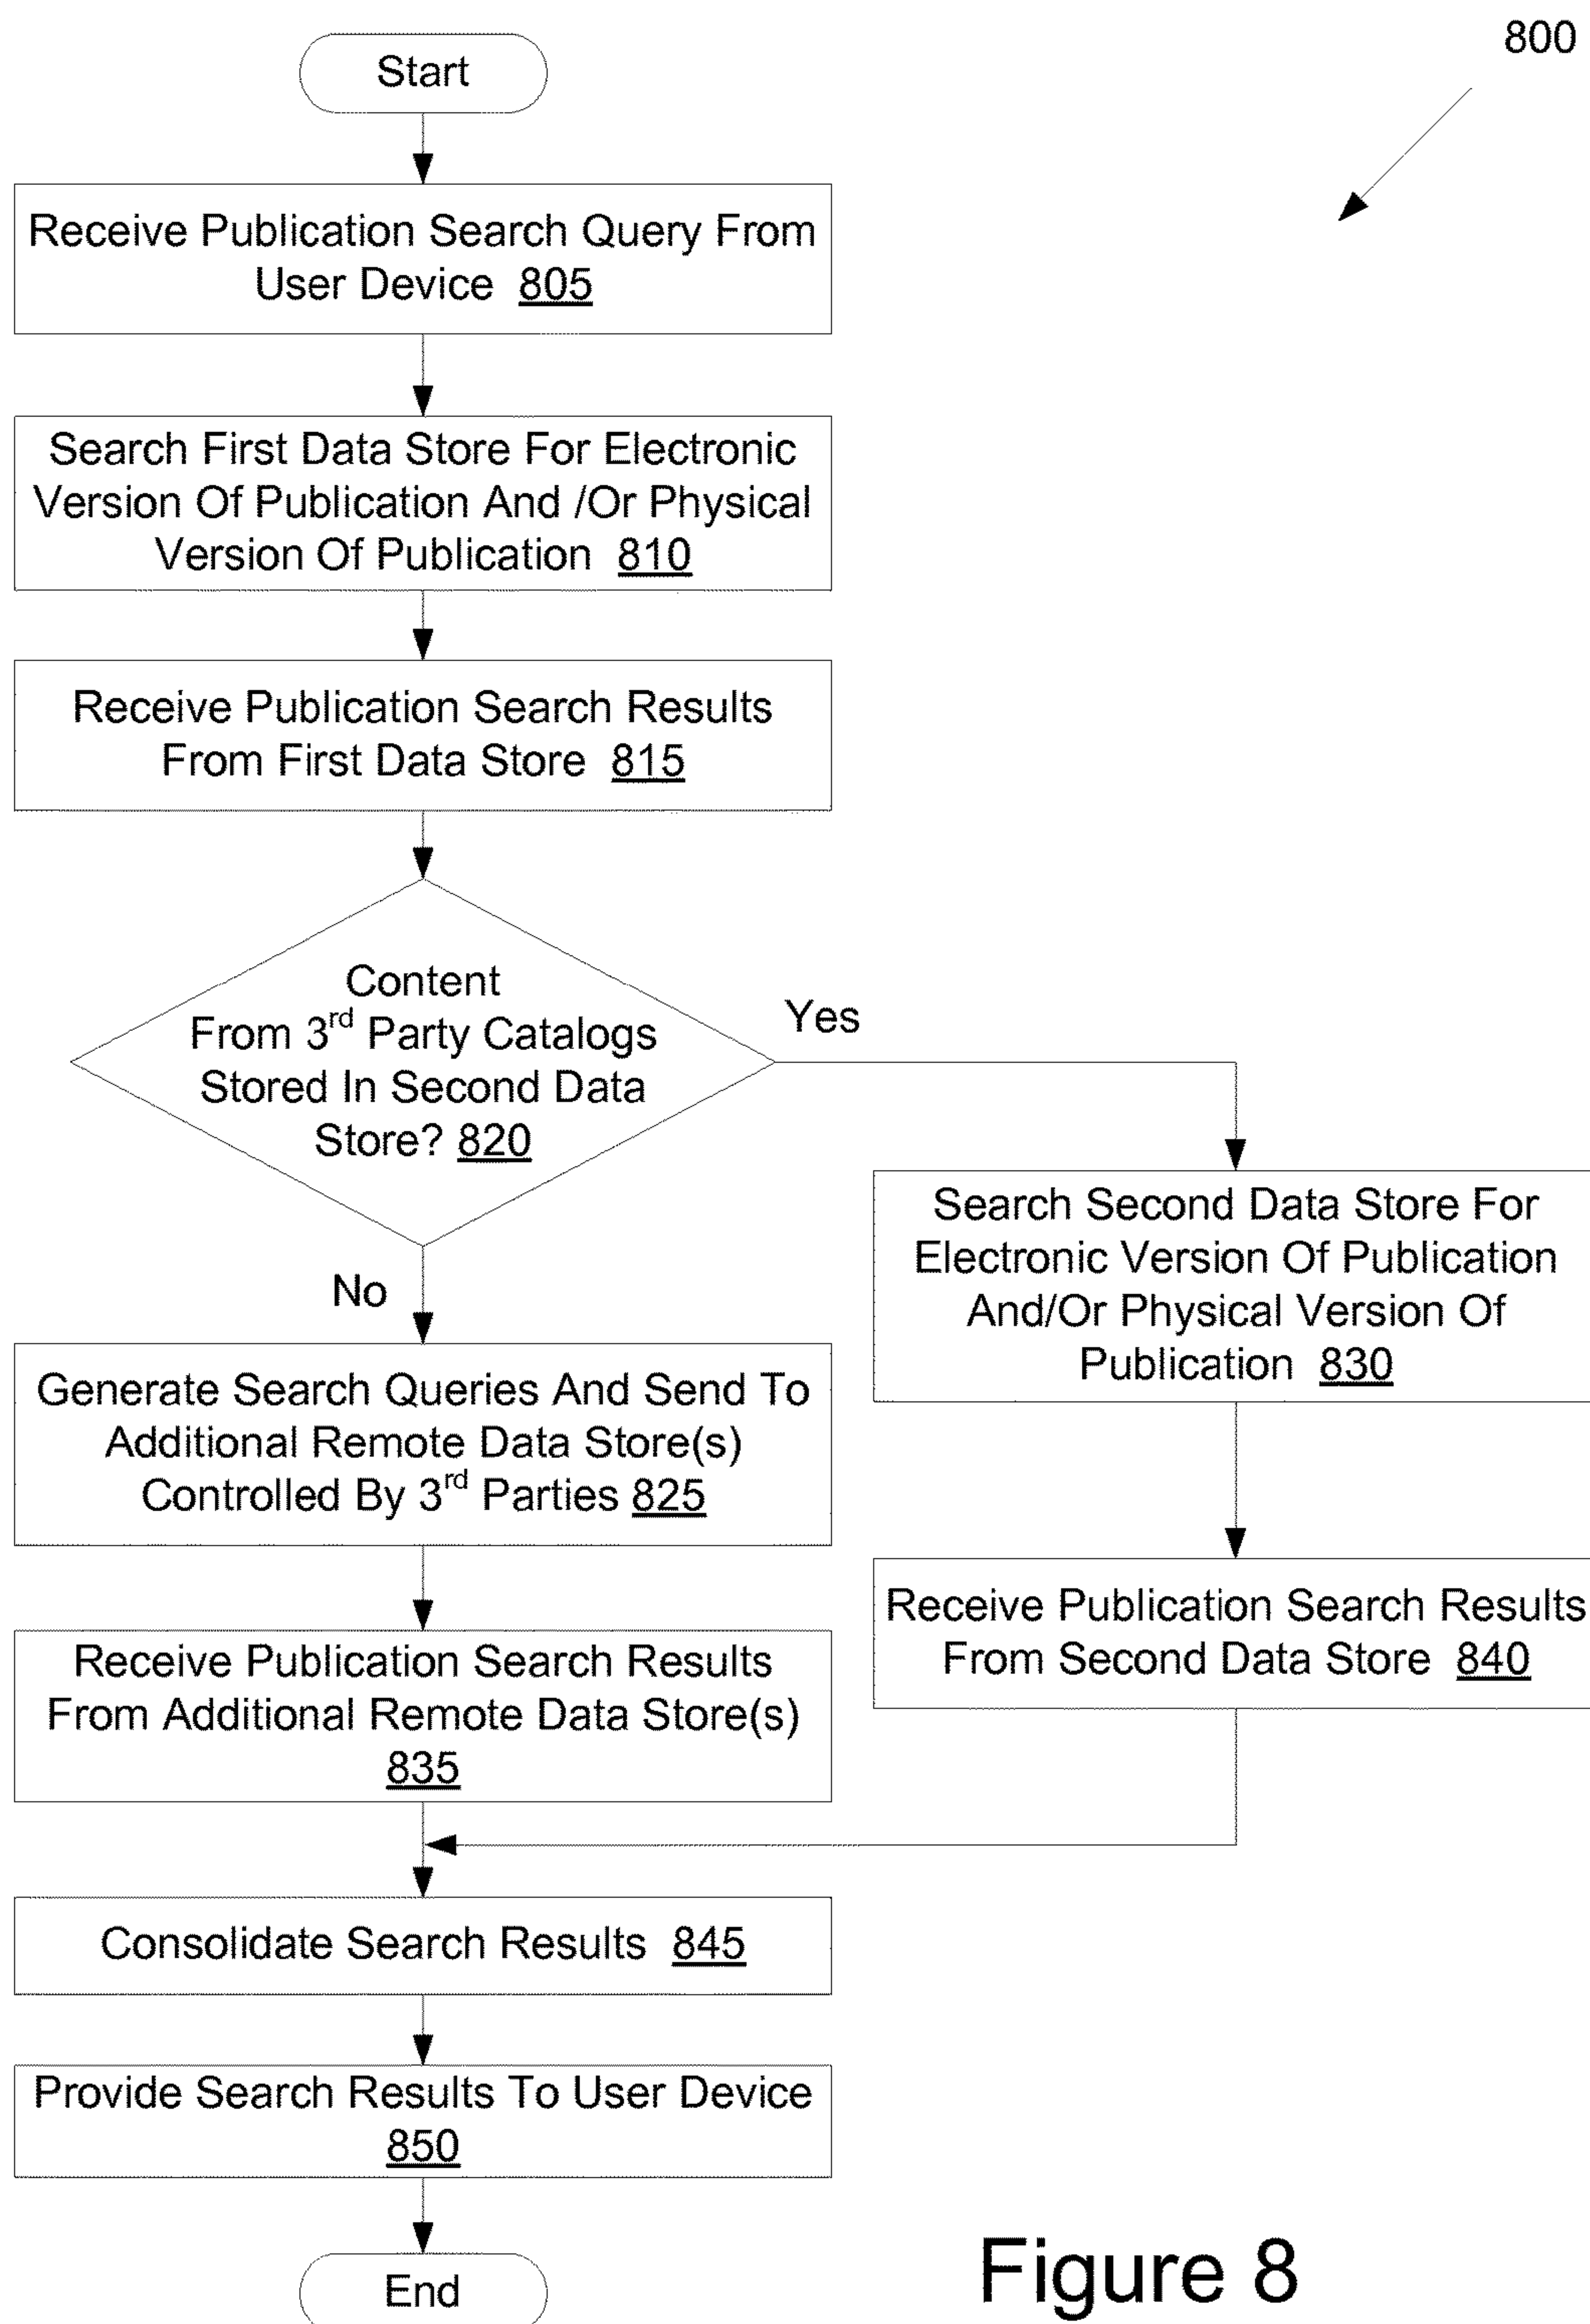 800
Start
Receive Publication Search Query From
User Device 805
Search First Data Store For Electronic
Version Of Publication And /Or Physical
Version Of Publication 810
Receive Publication Search Results
From First Data Store 815
Content
From 3rd Party Catalogs
Stored In Second Data
Store? 820
Yes
No
Search Second Data Store For
Electronic Version Of Publication
And/Or Physical Version Of
Publication 830
Generate Search Queries And Send To
Additional Remote Data Store(s)
Controlled By 3rd Parties 825
Receive Publication Search Results
From Second Data Store 840
Receive Publication Search Results
From Additional Remote Data Store(s)
835
Consolidate Search Results 845
Provide Search Results To User Device
850
End
Figure 8